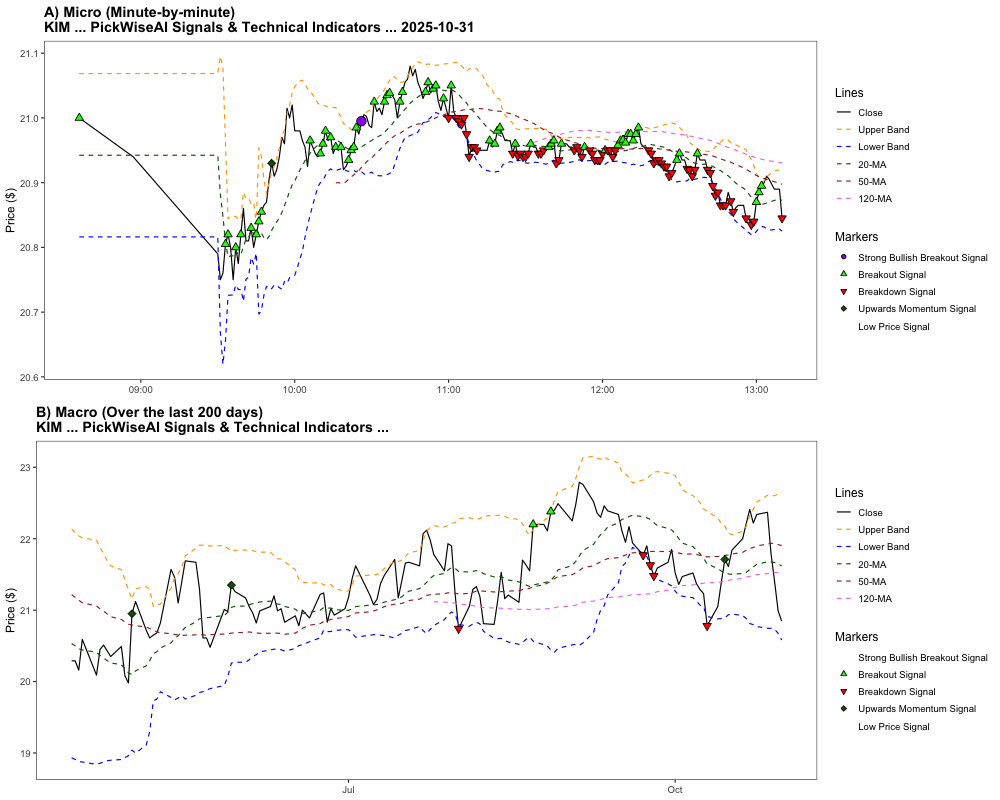 A) Micro (Minute-by-minute)
KIM ... PickWiseAI Signals & Technical Indicators ... 2025-10-31
21.1
21.0
20.9
20.8
20.7
20.6
Price ($)
09:00
10:00
11:00
12:00
13:00
Lines
Close
Upper Band
Lower Band
20-MA
50-MA
120-MA
Markers
Strong Bullish Breakout Signal
Breakout Signal
Breakdown Signal
Upwards Momentum Signal
Low Price Signal
B) Macro (Over the last 200 days)
KIM ... PickWiseAI Signals & Technical Indicators ...
23
22
21
20
19
Price ($)
Jul
Oct
Lines
Close
Upper Band
Lower Band
20-MA
50-MA
120-MA
Markers
Strong Bullish Breakout Signal
Breakout Signal
Breakdown Signal
Upwards Momentum Signal
Low Price Signal